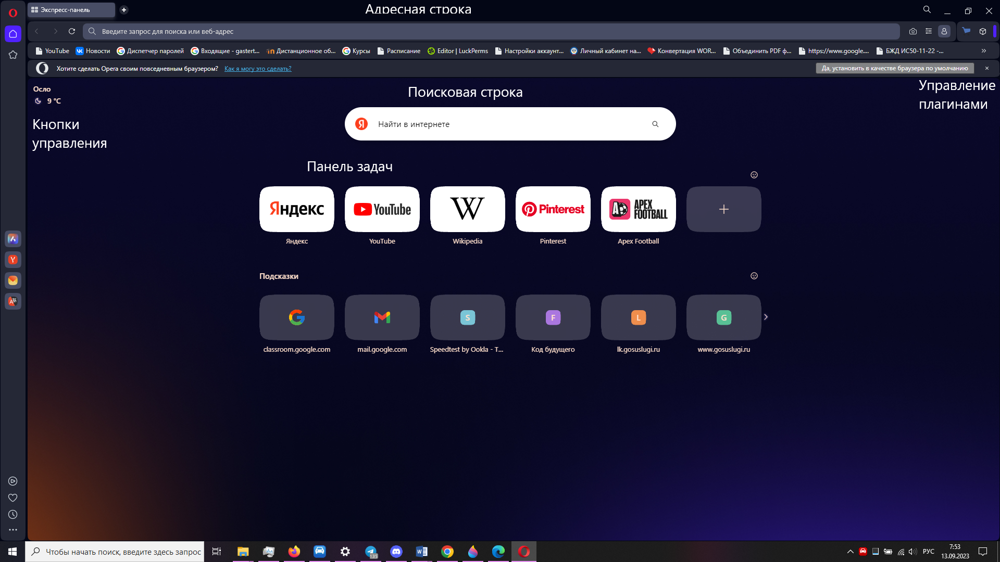 Экспресс-панель
Адресная строка
Введите запрос для поиска или веб-адрес
YouTube Новости Диспетчер паролей Входящие - gastert... Дистанционное об... Курсы Расписание Editor | LuckPerms Настройки аккаунт... Личный кабинет на... Конвертация WOR... Объединить PDF ф... https://www.google.... БЖД ИС50-11-22 -...
Хотите сделать Opera своим повседневным браузером? Как я могу это сделать? Да, установить в качестве браузера по умолчанию
Осло
9 °C
Поисковая строка
Управление
плагинами
Кнопки
управления
Я Найти в интернете
Панель задач
Яндекс YouTube W Pinterest APEX FOOTBALL
Яндекс YouTube Wikipedia Pinterest Apex Football
Подсказки
G S F L G
classroom.google.com mail.google.com Speedtest by Ookla - T... Код будущего lk.gosuslugi.ru www.gosuslugi.ru
Чтобы начать поиск, введите здесь запрос
135
РУС
7:53
13.09.2023